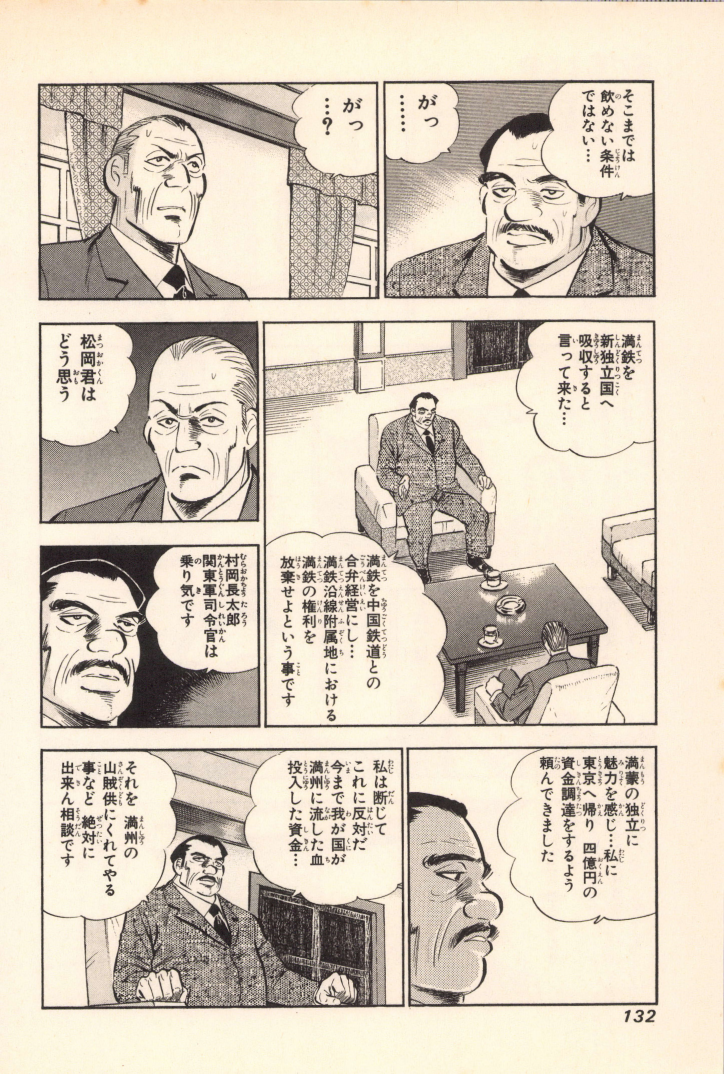 そこまでは
飲めない条件
ではない…
がっ
……
がっ
…?
満鉄を
新独立国へ
吸収すると
言って来た…
満鉄を中国鉄道との
合弁経営にし…
満鉄沿線附属地における
満鉄の権利を
放棄せよという事です
松岡君は
どう思う
村岡長太郎
関東軍司令官は
乗り気です
満蒙の独立に
魅力を感じ…私に
東京へ帰り 四億円の
資金調達をするよう
頼んできました
私は断じて
これに反対だ
今まで我が国が
満州に流した血
投入した資金…
それを 満州の
山賊供にくれてやる
事など 絶対に
出来ん相談です
132